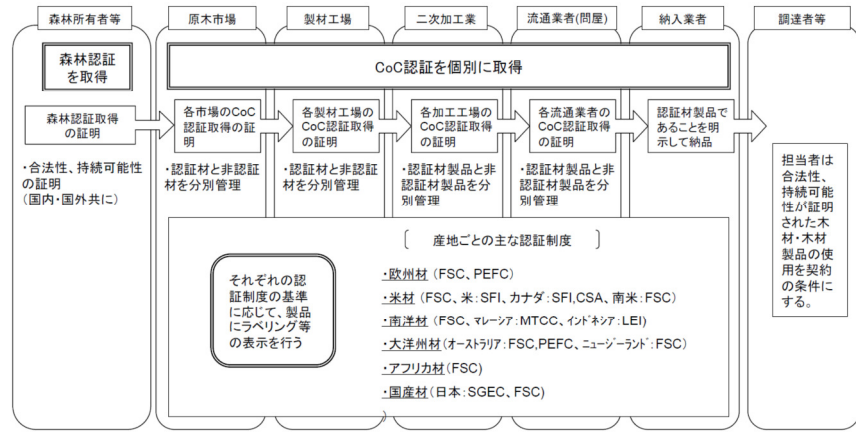 森林所有者等
原木市場
製材工場
二次加工業
流通業者(問屋)
納入業者
調達者等
森林認証
を取得
CoC認証を個別に取得
森林認証取得
の証明
各市場のCoC
認証取得の証明
各製材工場の
CoC認証取得
の証明
各加工工場の
CoC認証取得
の証明
各流通業者の
CoC認証取得
の証明
認証材製品で
あることを明
示して納品
・合法性、持続可能性
の証明
(国内・国外共に)
・認証材と非認証
材を分別管理
・認証材と非認証
材を分別管理
・認証材製品と非
認証材製品を分
別管理
・認証材製品と非
認証材製品を分
別管理
担当者は
合法性、
持続可能
性が証明
された木
材・木材
製品の使
用を契約
の条件に
する。
それぞれの認
証制度の基準
に応じて、製品
にラベリング等
の表示を行う
〔 産地ごとの主な認証制度 〕
・欧州材 (FSC、PEFC)
・米材 (FSC、米:SFI、カナダ:SFI,CSA、南米:FSC)
・南洋材 (FSC、マレーシア:MTCC、インドネシア:LEI)
・大洋州材(オーストラリア:FSC,PEFC、ニュージーランド:FSC)
・アフリカ材(FSC)
・国産材(日本:SGEC、FSC)
)